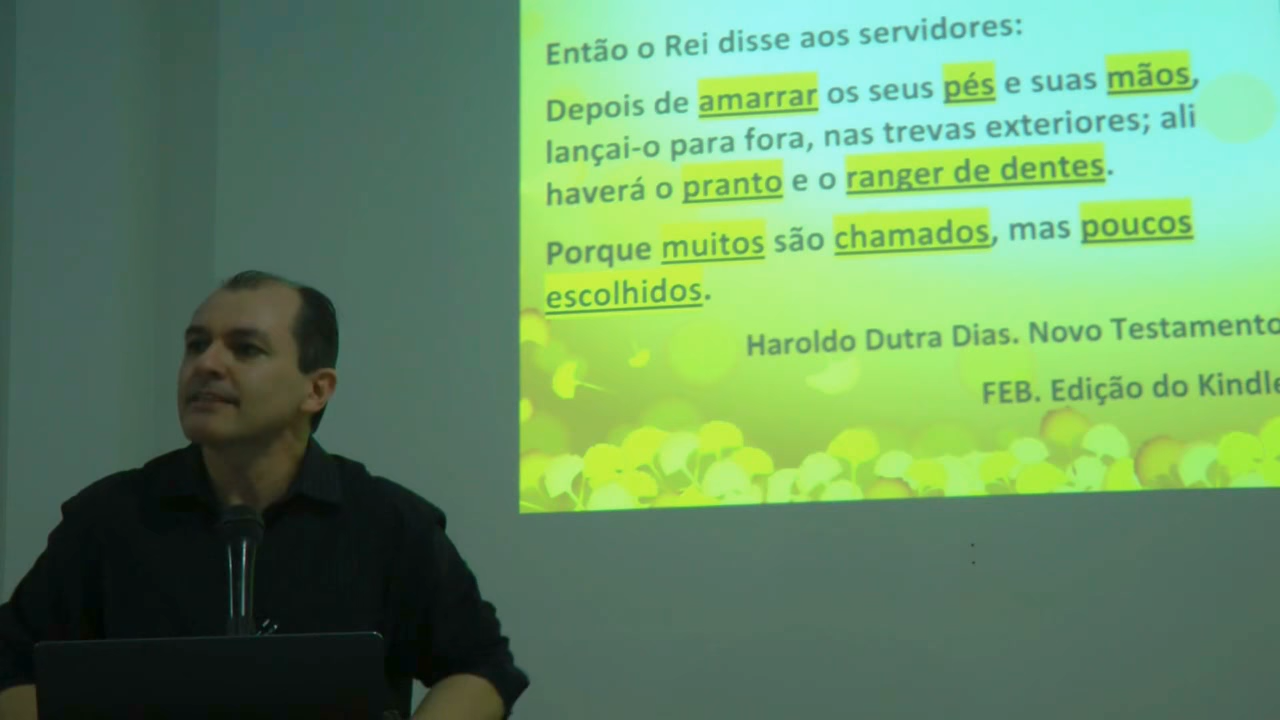 Então o Rei disse aos servidores:
Depois de amarrar os seus pés e suas mãos,
lançai-o para fora, nas trevas exteriores; ali
haverá o pranto e o ranger de dentes.
Porque muitos são chamados, mas poucos
escolhidos.
Haroldo Dutra Dias. Novo Testamento
FEB. Edição do Kindle